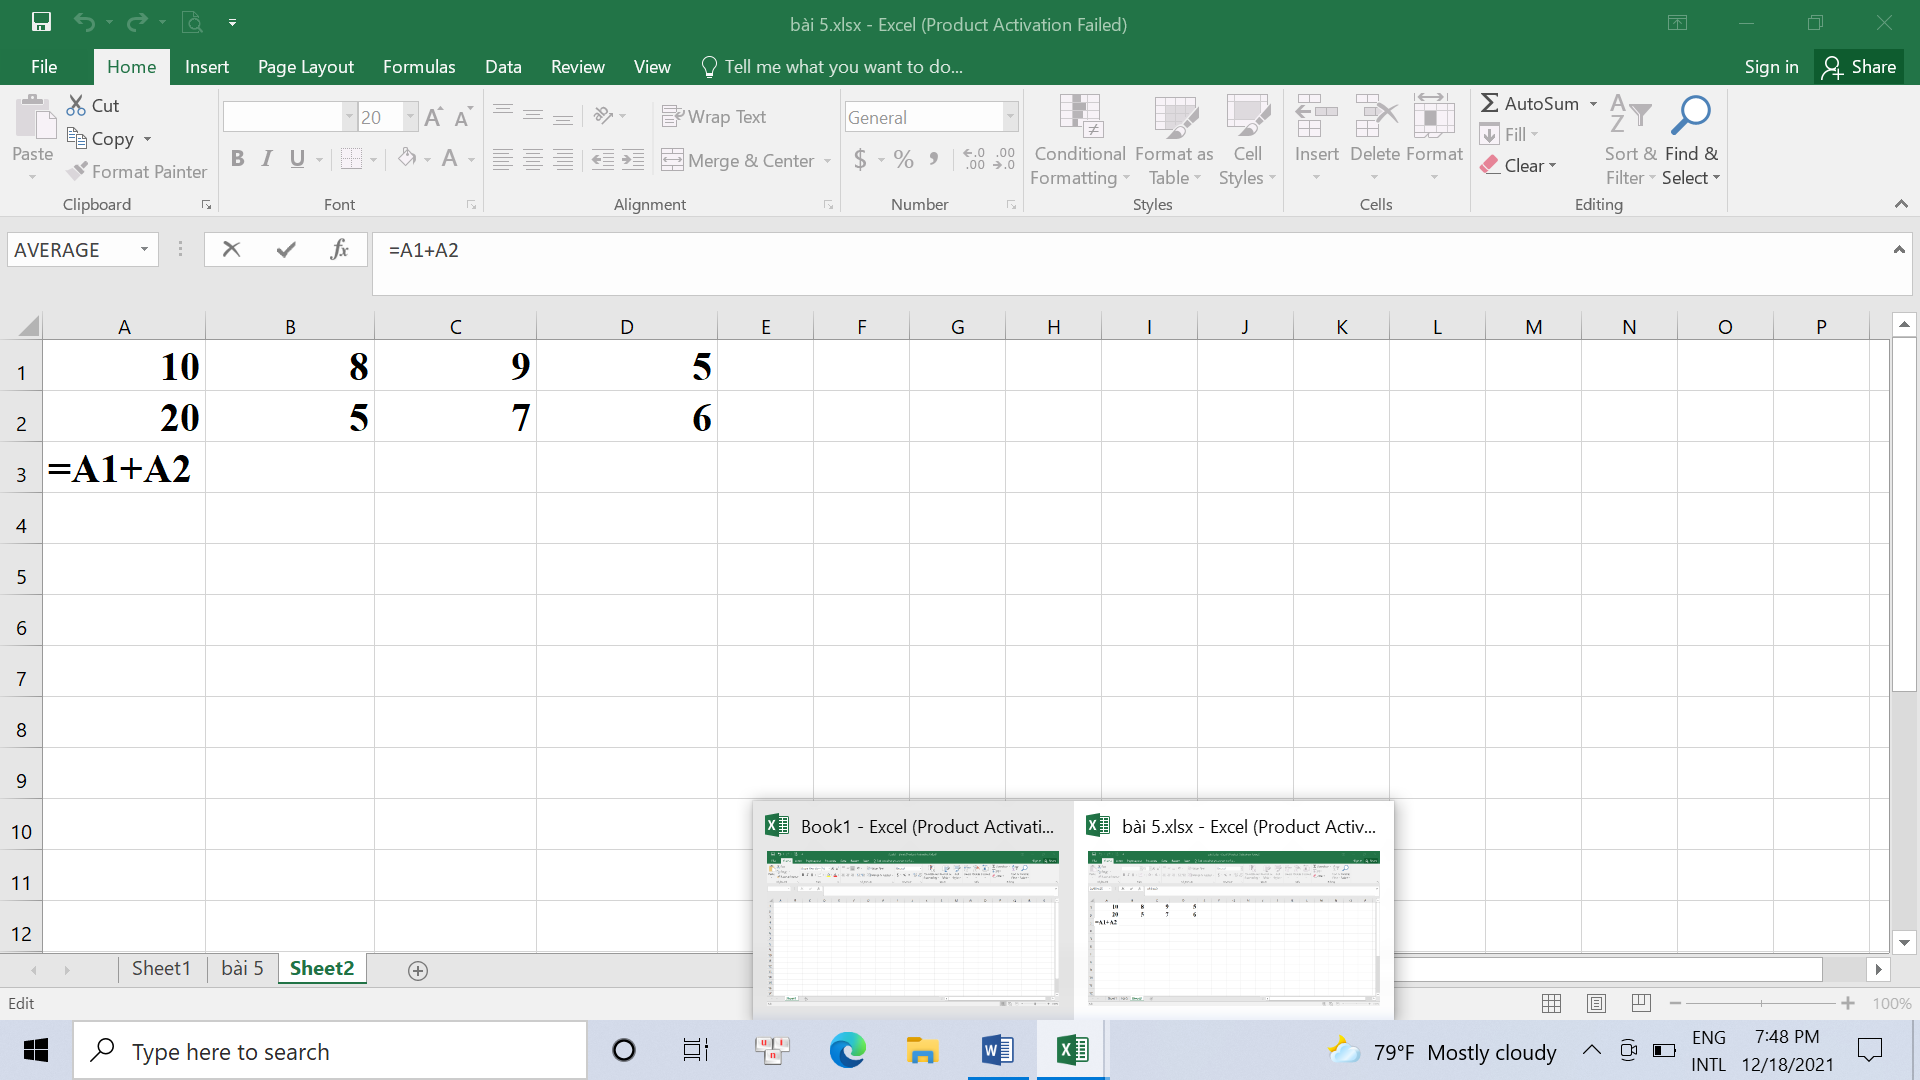 bài 5.xlsx - Excel (Product Activation Failed)
File Home Insert Page Layout Formulas Data Review View Tell me what you want to do... Sign in Share
Paste
Cut
Copy
Format Painter
Clipboard
20
A A
B I U A
Font
Wrap Text
Merge & Center
Alignment
General
$ % , ←.0 .00 .00 →.0
Number
Conditional Formatting
Format as Table
Cell Styles
Styles
Insert Delete Format
Cells
AutoSum
Fill
Clear
Sort & Filter
Find & Select
Editing
AVERAGE fx =A1+A2
A B C D E F G H I J K L M N O P
1 10 8 9 5
2 20 5 7 6
3 =A1+A2
4
5
6
7
8
9
10
11
12
Book1 - Excel (Product Activati... bài 5.xlsx - Excel (Product Activ...
Sheet1 bài 5 Sheet2
Edit 100%
Type here to search 79°F Mostly cloudy ENG INTL 7:48 PM 12/18/2021